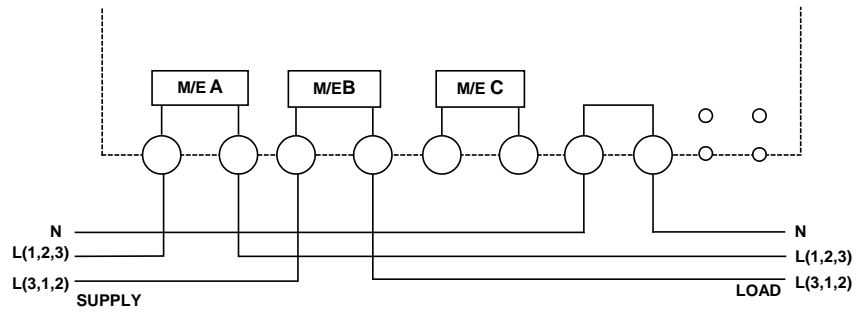 M/E A
M/EB
M/E C
N
N
L(1,2,3)
L(1,2,3)
L(3,1,2)
L(3,1,2)
SUPPLY
LOAD